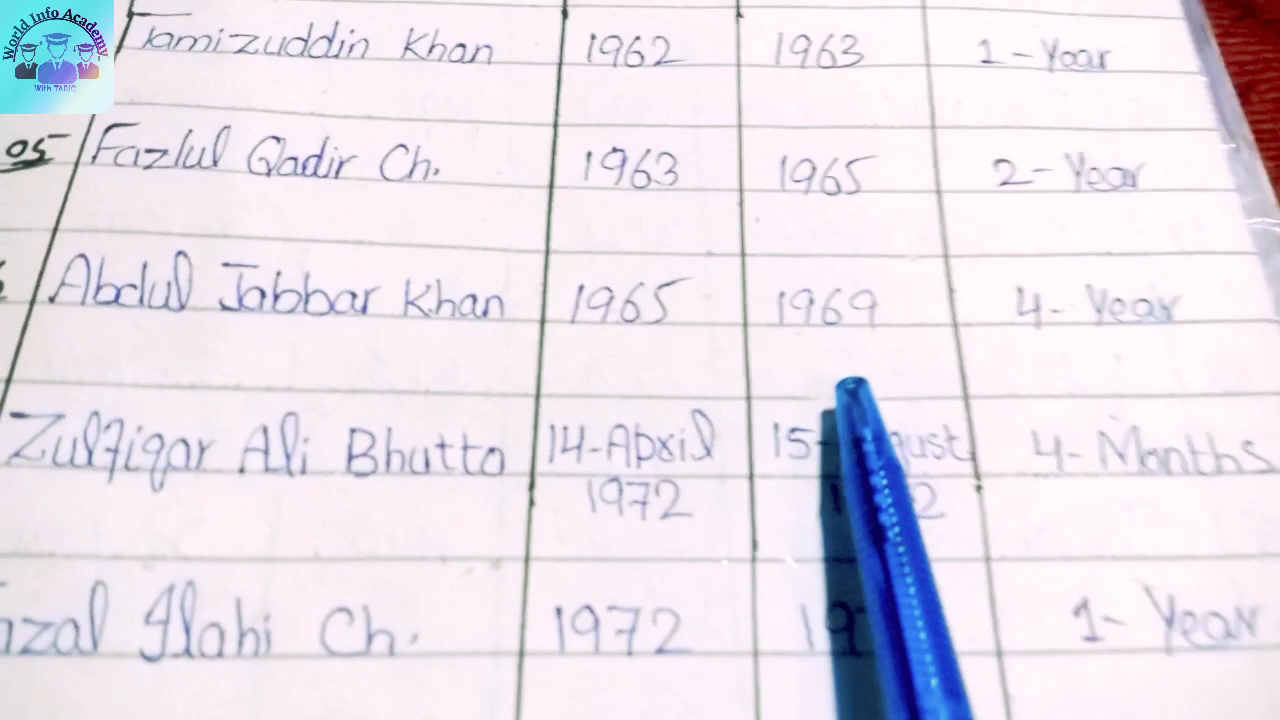 World Info Academy
With TARIQ
Tamizuddin Khan 1962 1963 1-Year
05 Fazlul Qadir Ch. 1963 1965 2-Year
Abdul Jabbar Khan 1965 1969 4-Year
Zulfiqar Ali Bhutto 14-April 15- 4-Months
1972
Ilahi Ch. 1972 1-Year